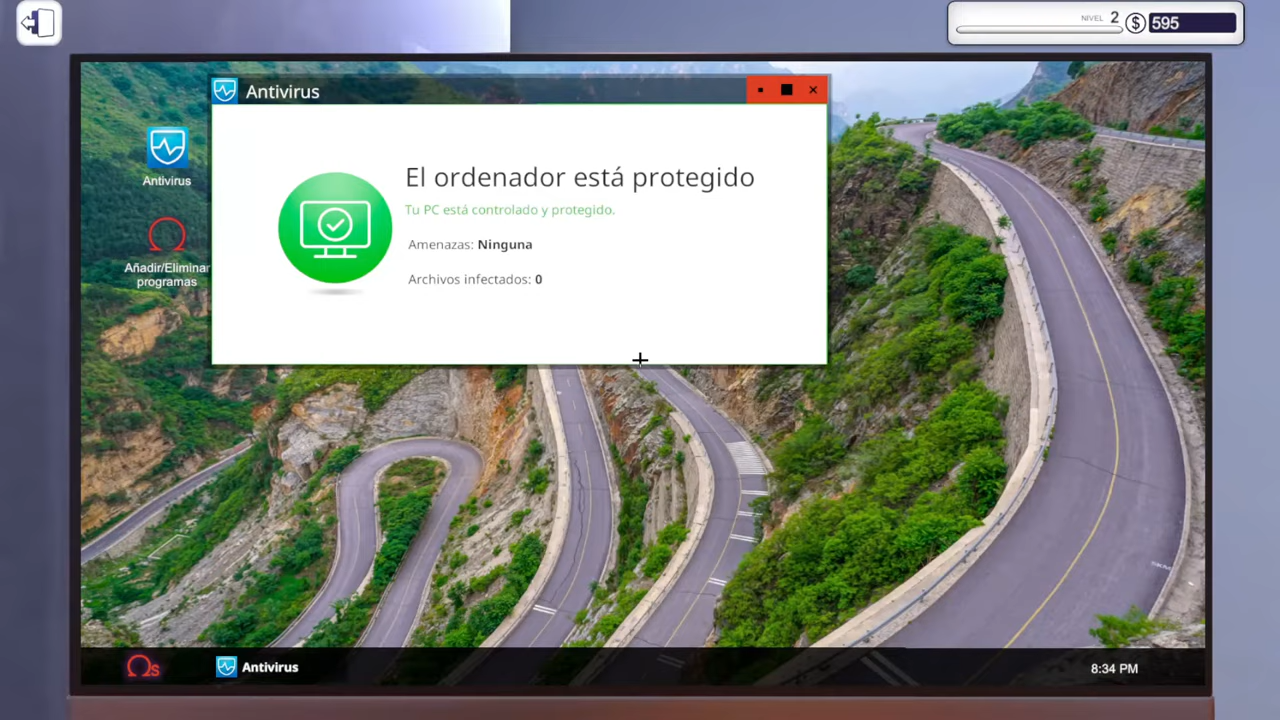 NIVEL 2
$ 595
Antivirus
El ordenador está protegido
Tu PC está controlado y protegido.
Amenazas: Ninguna
Archivos infectados: 0
Antivirus
Añadir/Eliminar
programas
Ωs
Antivirus
8:34 PM